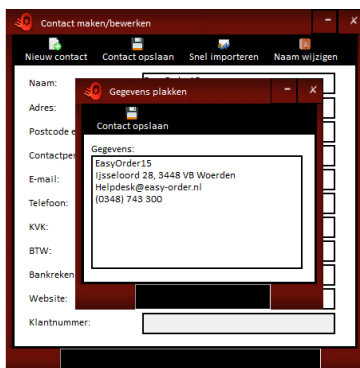 Contact maken/bewerken
Nieuw contact Contact opslaan Snel importeren Naam wijzigen
Naam:
Adres:
Postcode e
Contactper
E-mail:
Telefoon:
KVK:
BTW:
Bankreken
Website:
Klantnummer:
Gegevens plakken
Contact opslaan
Gegevens:
EasyOrder15
Ijsseloord 28, 3448 VB Woerden
Helpdesk@easy-order.nl
(0348) 743 300